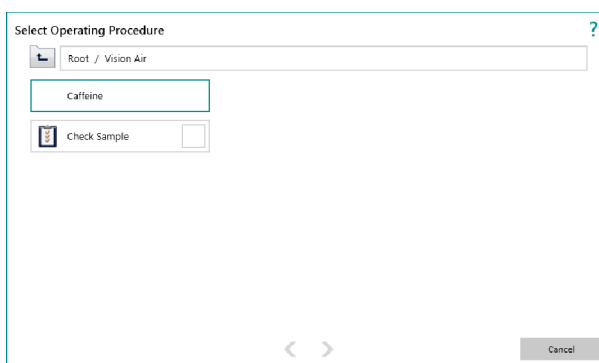 Select Operating Procedure
?
Root / Vision Air
Caffeine
Check Sample
Cancel